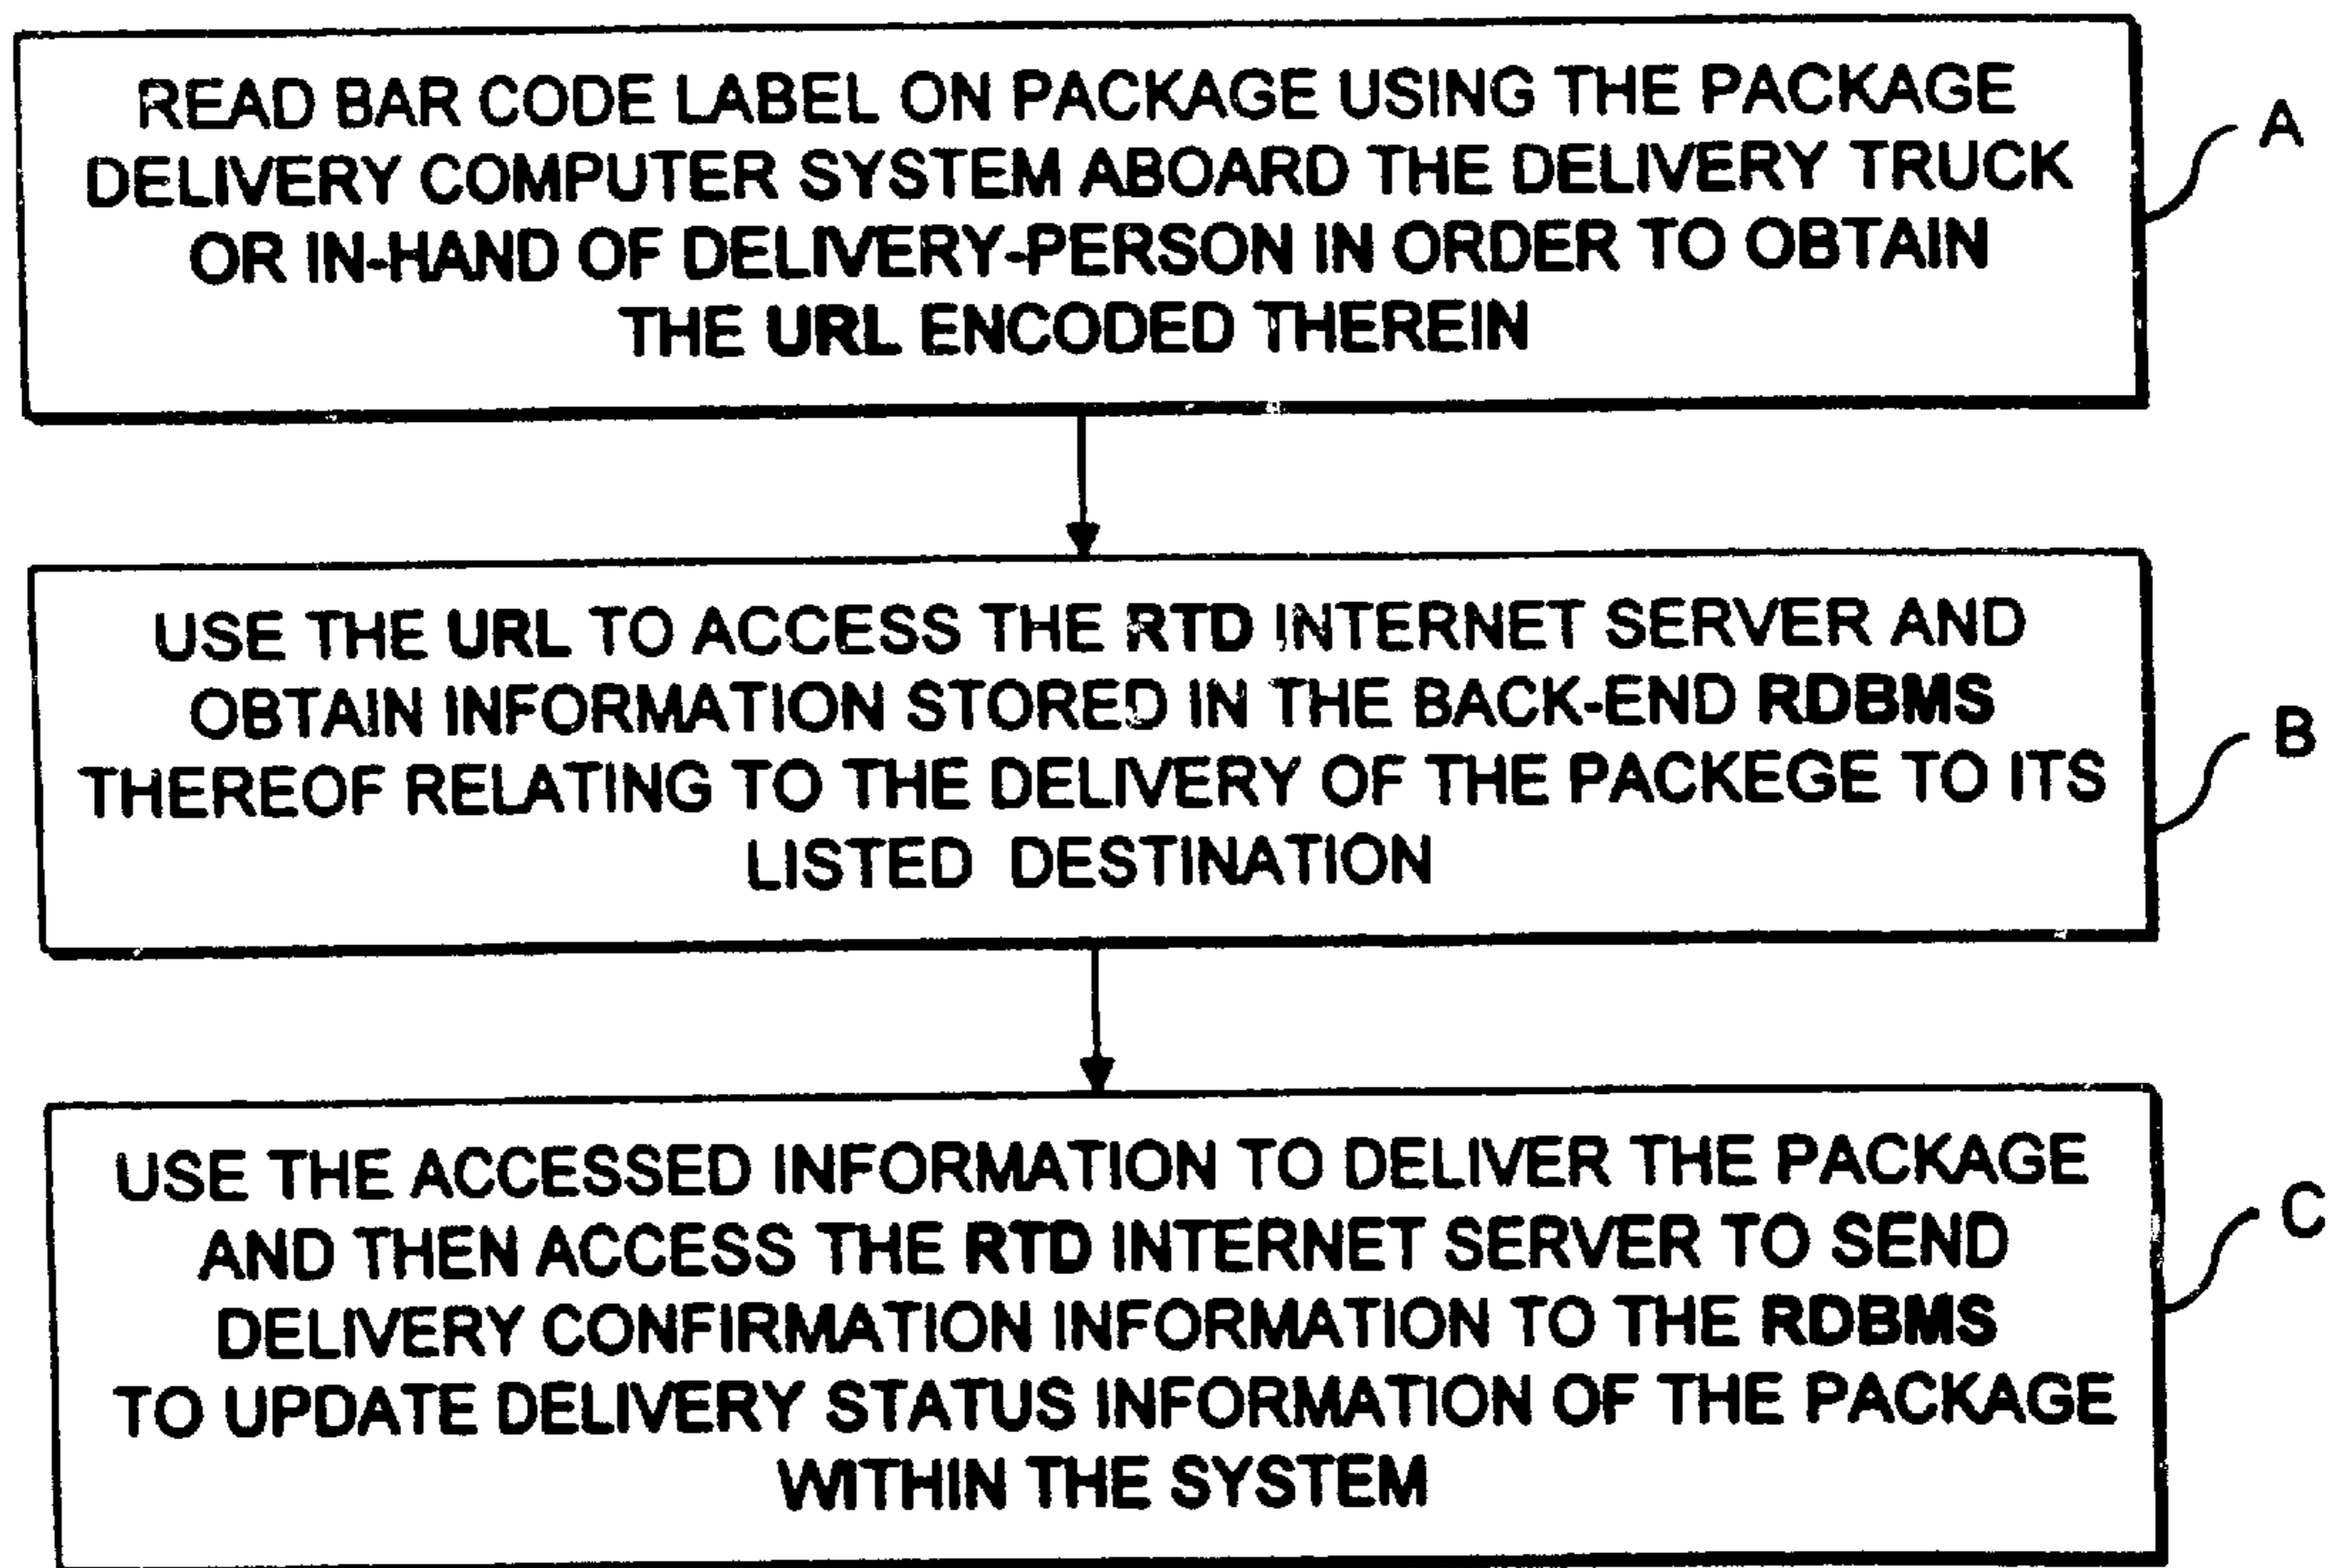 READ BAR CODE LABEL ON PACKAGE USING THE PACKAGE
DELIVERY COMPUTER SYSTEM ABOARD THE DELIVERY TRUCK
OR IN-HAND OF DELIVERY-PERSON IN ORDER TO OBTAIN
THE URL ENCODED THEREIN
A
USE THE URL TO ACCESS THE RTD INTERNET SERVER AND
OBTAIN INFORMATION STORED IN THE BACK-END RDBMS
THEREOF RELATING TO THE DELIVERY OF THE PACKEGE TO ITS
LISTED DESTINATION
B
USE THE ACCESSED INFORMATION TO DELIVER THE PACKAGE
AND THEN ACCESS THE RTD INTERNET SERVER TO SEND
DELIVERY CONFIRMATION INFORMATION TO THE RDBMS
TO UPDATE DELIVERY STATUS INFORMATION OF THE PACKAGE
WITHIN THE SYSTEM
C